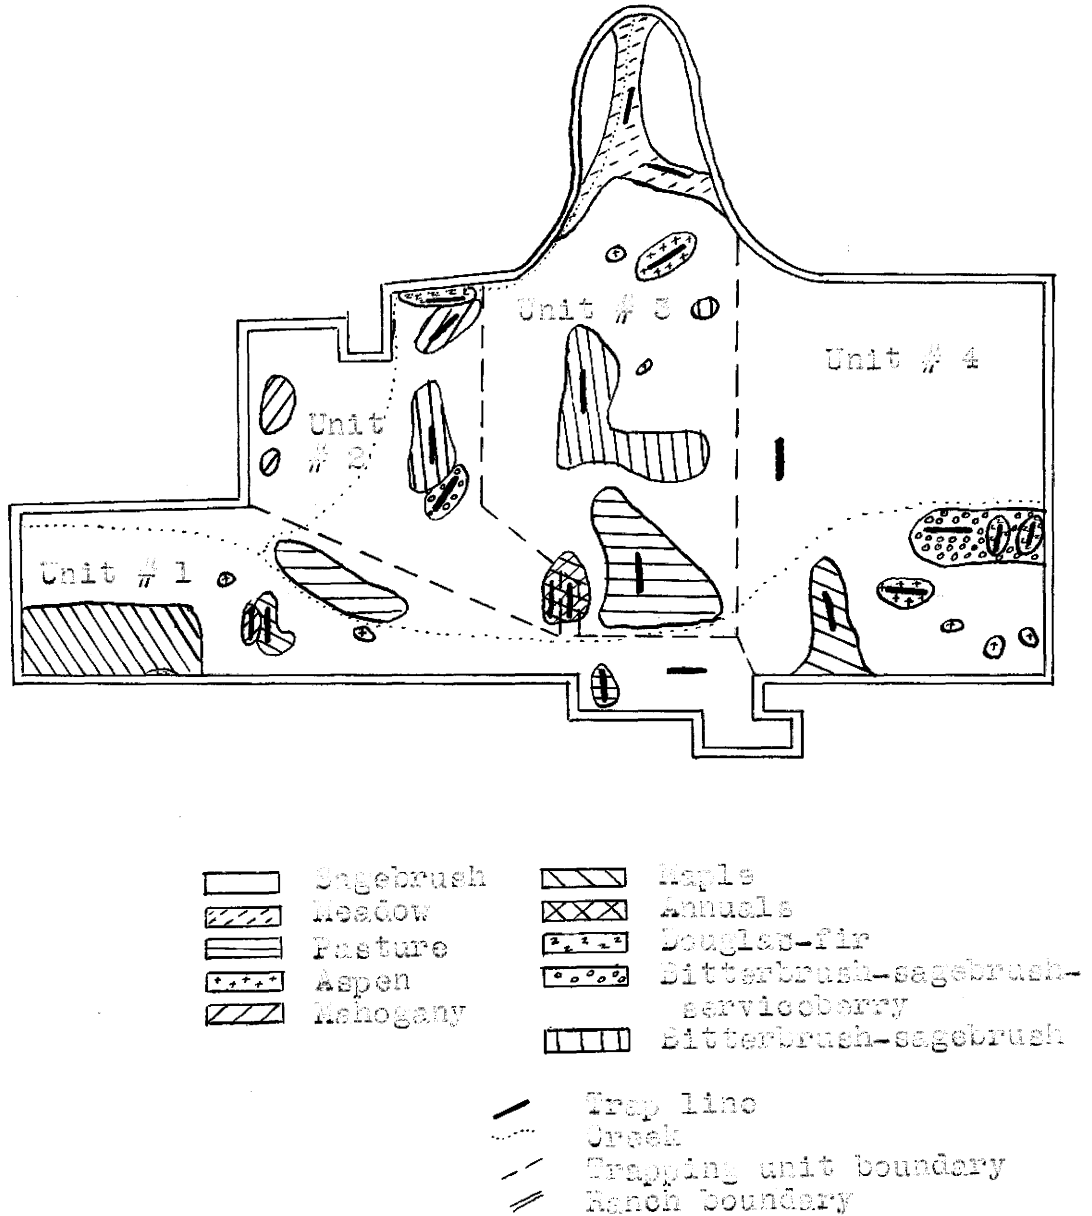 Unit # 3
Unit # 4
Unit
# 2
Unit # 1
Sagebrush
Meadow
Pasture
Aspen
Mahogany
Maple
Annuals
Douglas-fir
Bitterbrush-sagebrush-
serviceberry
Bitterbrush-sagebrush
Trap line
Creek
Trapping unit boundary
Ranch boundary